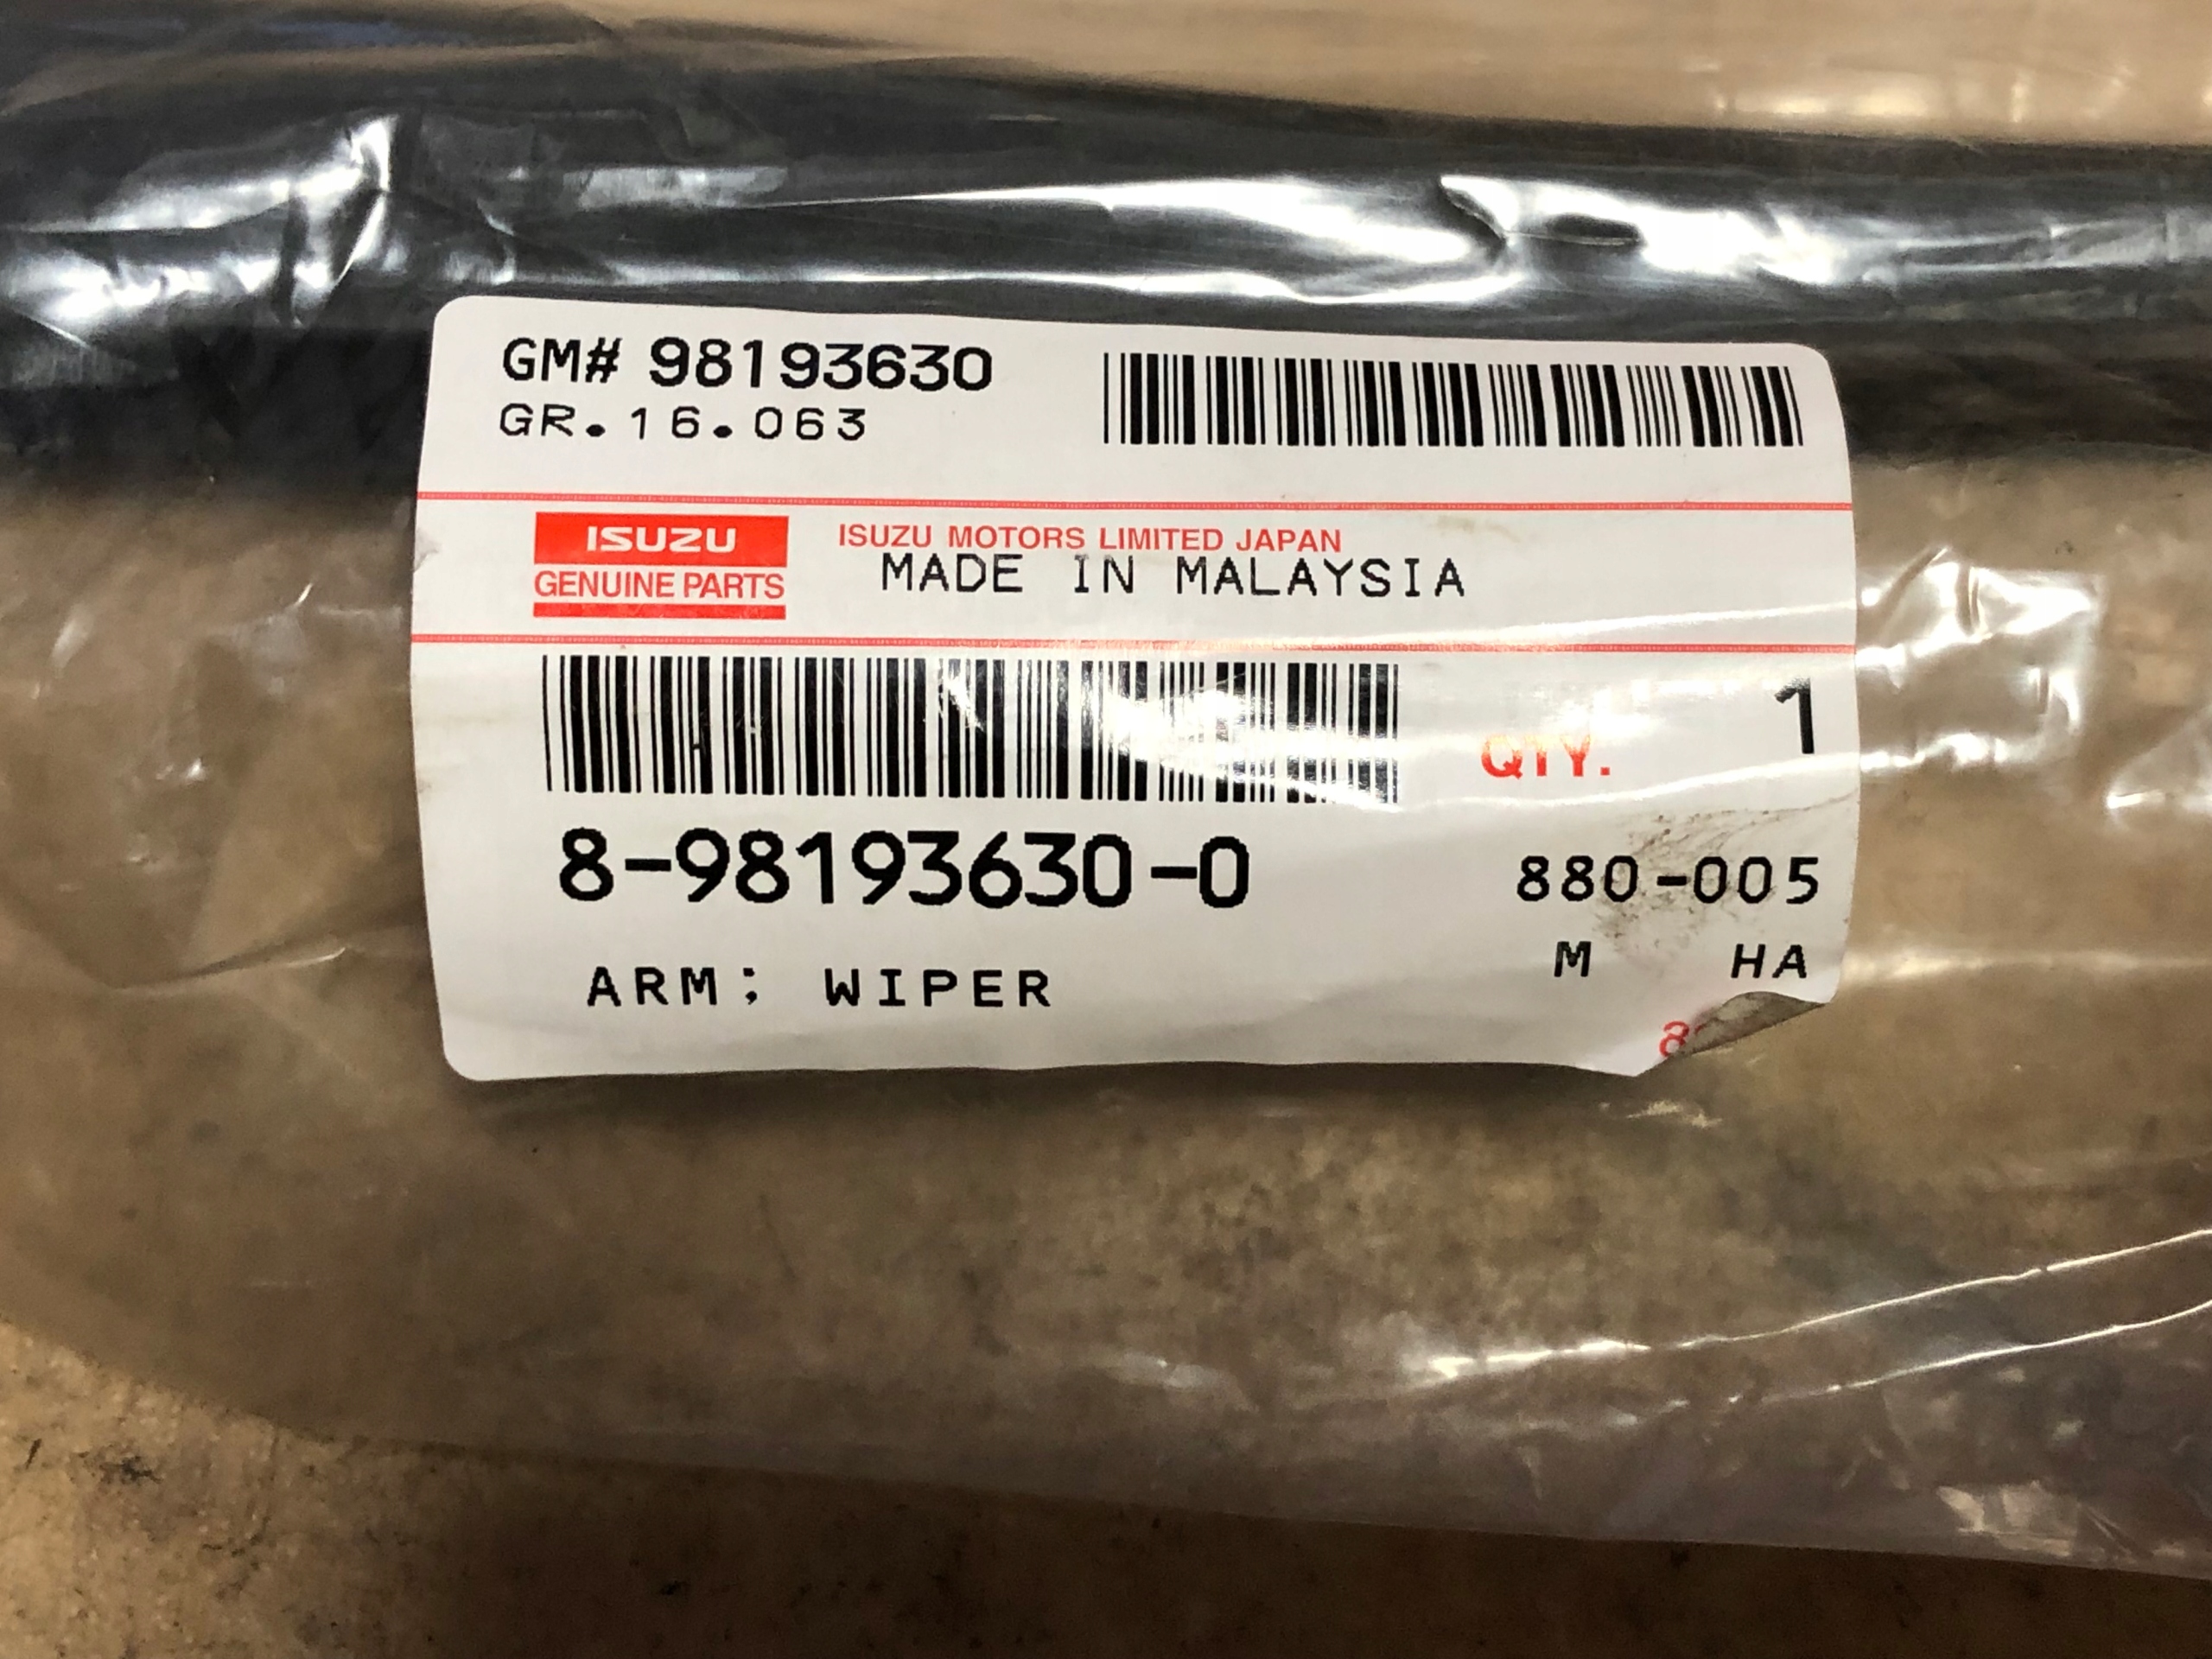 GM# 98193630
GR.16.063
ISUZU
GENUINE PARTS
ISUZU MOTORS LIMITED JAPAN
MADE IN MALAYSIA
QTY. 1
8-98193630-0
880-005
ARM; WIPER
M HA